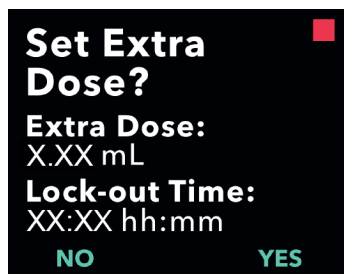 Set Extra
Dose?
Extra Dose:
X.XX mL
Lock-out Time:
XX:XX hh:mm
NO YES